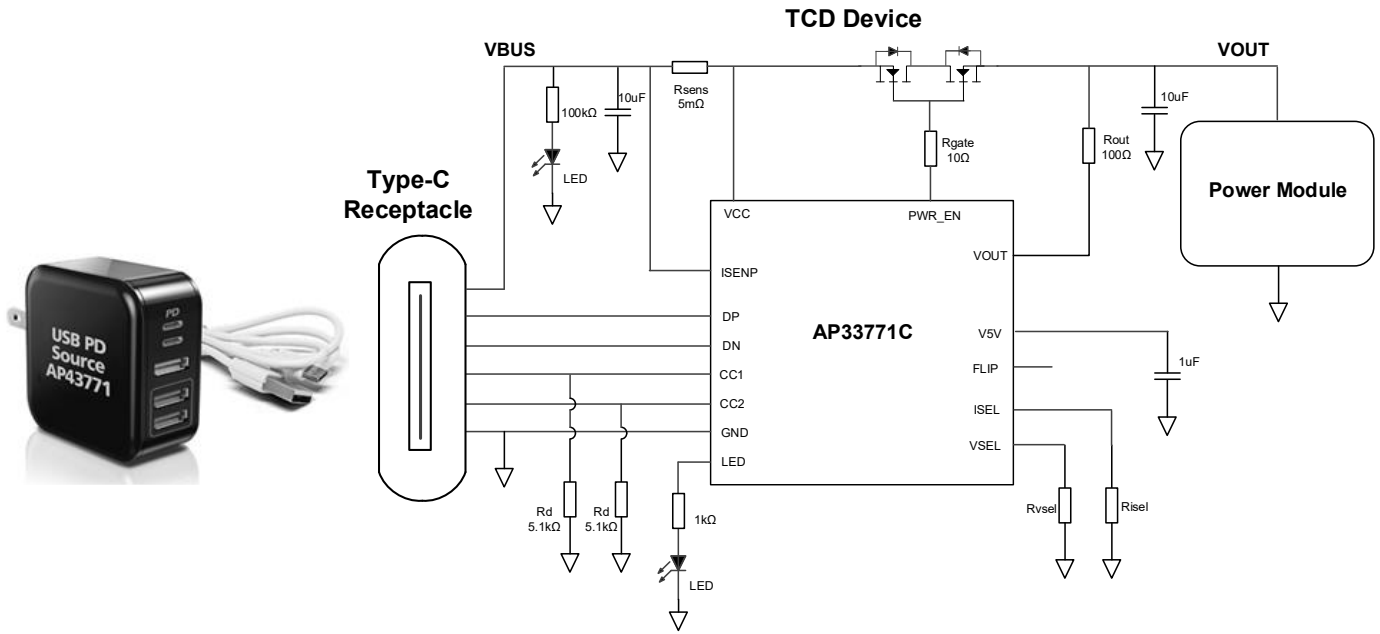 TCD Device
VBUS
VOUT
Rsens
5mΩ
100kΩ
10uF
LED
Rgate
10Ω
Rout
100Ω
10uF
Power Module
Type-C
Receptacle
PD
USB PD
Source
AP43771
VCC
PWR_EN
VOUT
ISENP
DP
DN
CC1
CC2
GND
LED
AP33771C
V5V
FLIP
ISEL
VSEL
1uF
Rd
5.1kΩ
Rd
5.1kΩ
1kΩ
LED
Rvsel
Risel